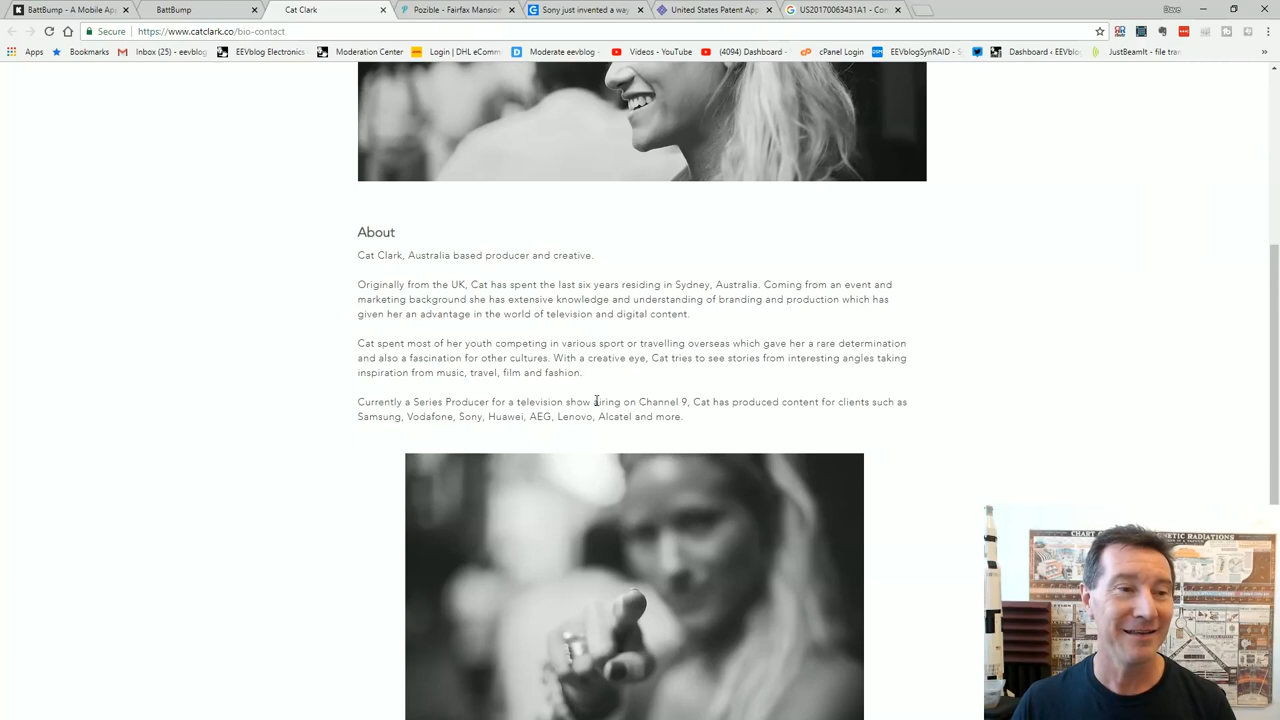 BattBump - A Mobile Ap
BattBump
Cat Clark
Pozible - Fairfax Mansion
Sony just invented a way
United States Patent App
US20170063431A1 - Con
Dave
Secure
https://www.catclark.co/bio-contact
Apps
Bookmarks
Inbox (25) - eevblog
EEVblog Electronics
Moderation Center
Login | DHL eComm
Moderate eevblog
Videos - YouTube
(4094) Dashboard -
cPanel Login
EEVblogSynRAID - S
Dashboard ‹ EEVblog
JustBeamIt - file tra
»
About
Cat Clark, Australia based producer and creative.
Originally from the UK, Cat has spent the last six years residing in Sydney, Australia. Coming from an event and
marketing background she has extensive knowledge and understanding of branding and production which has
given her an advantage in the world of television and digital content.
Cat spent most of her youth competing in various sport or travelling overseas which gave her a rare determination
and also a fascination for other cultures. With a creative eye, Cat tries to see stories from interesting angles taking
inspiration from music, travel, film and fashion.
Currently a Series Producer for a television show airing on Channel 9, Cat has produced content for clients such as
Samsung, Vodafone, Sony, Huawei, AEG, Lenovo, Alcatel and more.